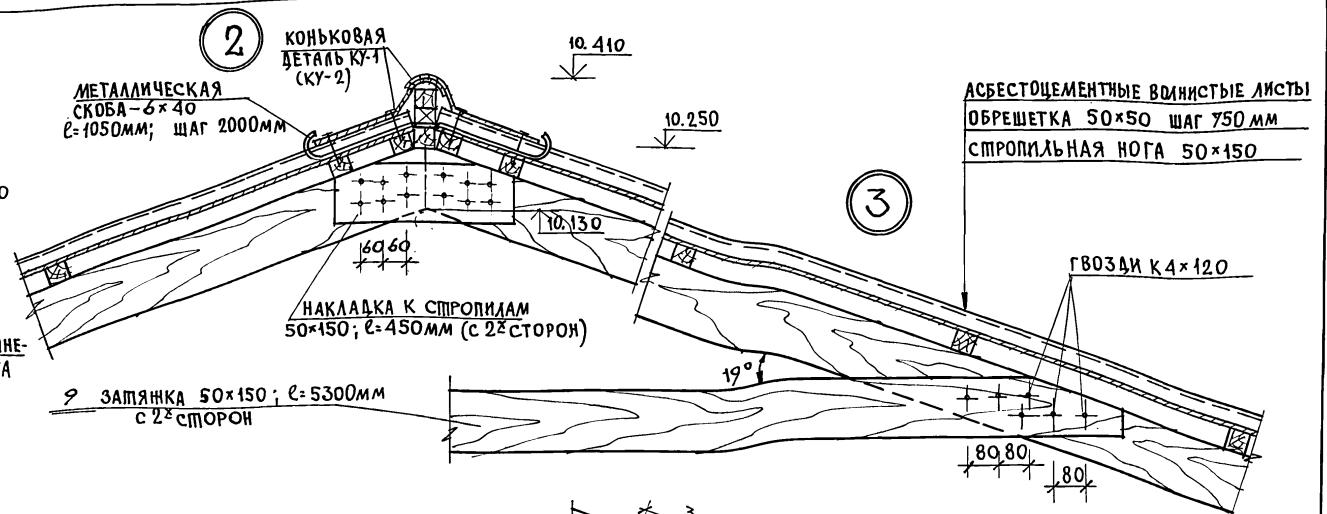 2
КОНЬКОВАЯ
ДЕТАЛЬ КУ-1
(КУ-2)
10.410
МЕТАЛЛИЧЕСКАЯ
СКОБА-6×40
ℓ=1050ММ; ШАГ 2000ММ
10.250
АСБЕСТОЦЕМЕНТНЫЕ ВОЛНИСТЫЕ ЛИСТЫ
ОБРЕШЕТКА 50×50 ШАГ 750 ММ
СТРОПИЛЬНАЯ НОГА 50×150
О
3
10.130
60 60
ГВОЗДИ К4×120
НАКЛАДКА К СТРОПИЛАМ
50×150; ℓ=450ММ (С 2Х СТОРОН)
НЕ-
А
19°
9 ЗАТЯЖКА 50×150; ℓ=5300ММ
С 2Х СТОРОН
80 80
80
3